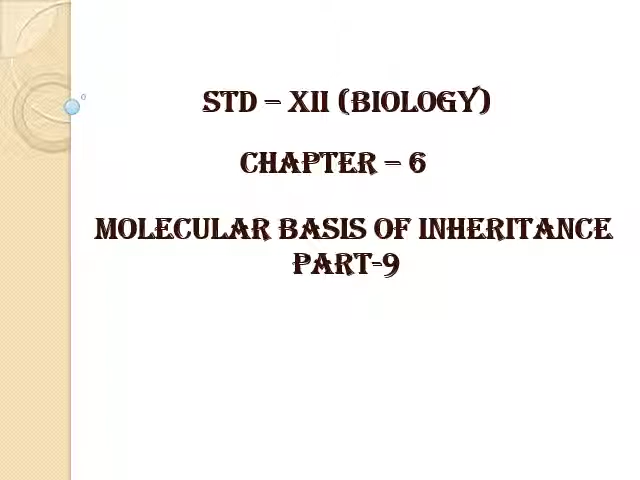 STD – XII (BIOLOGY)
CHAPTER – 6
MOLECULAR BASIS OF INHERITANCE
PART-9